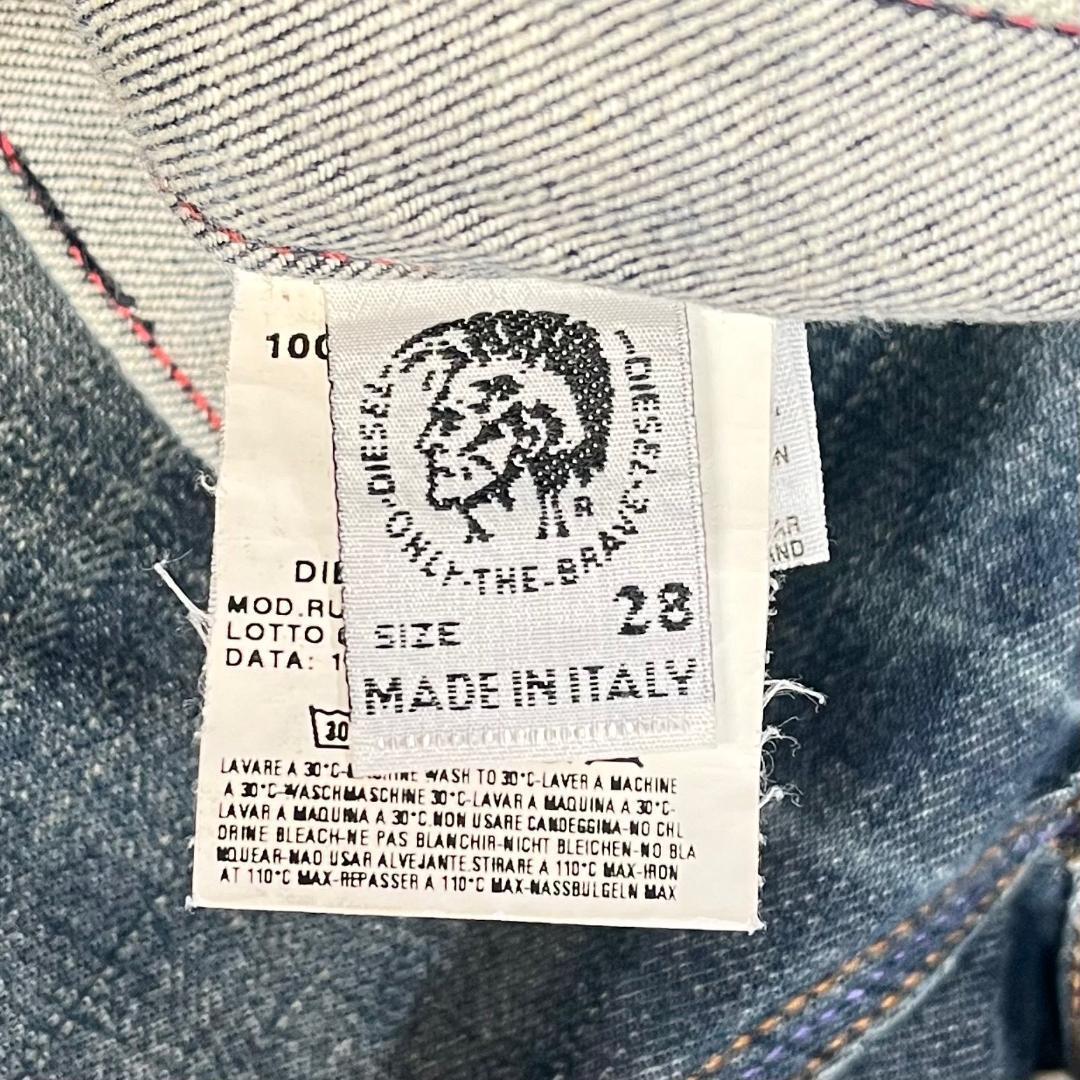 100
DIESEL
ONLY-THE-BRAVE
DIESEL
R
SIZE 28
MADE IN ITALY
DIE
MOD.RU
LOTTO
DATA: 1
30
LAVARE A 30°C-MACHINE WASH TO 30°C-LAVER A MACHINE
A 30°C-WASCHMASCHINE 30°C-LAVAR A MAQUINA A 30°C-
LAVAR A MAQUINA A 30°C.NON USARE CANDEGGINA-NO CHL
ORINE BLEACH-NE PAS BLANCHIR-NICHT BLEICHEN-NO BLA
NQUEAR-NAO USAR ALVEJANTE.STIRARE A 110°C MAX-IRON
AT 110°C MAX-REPASSER A 110°C MAX-NASSBULGELN MAX